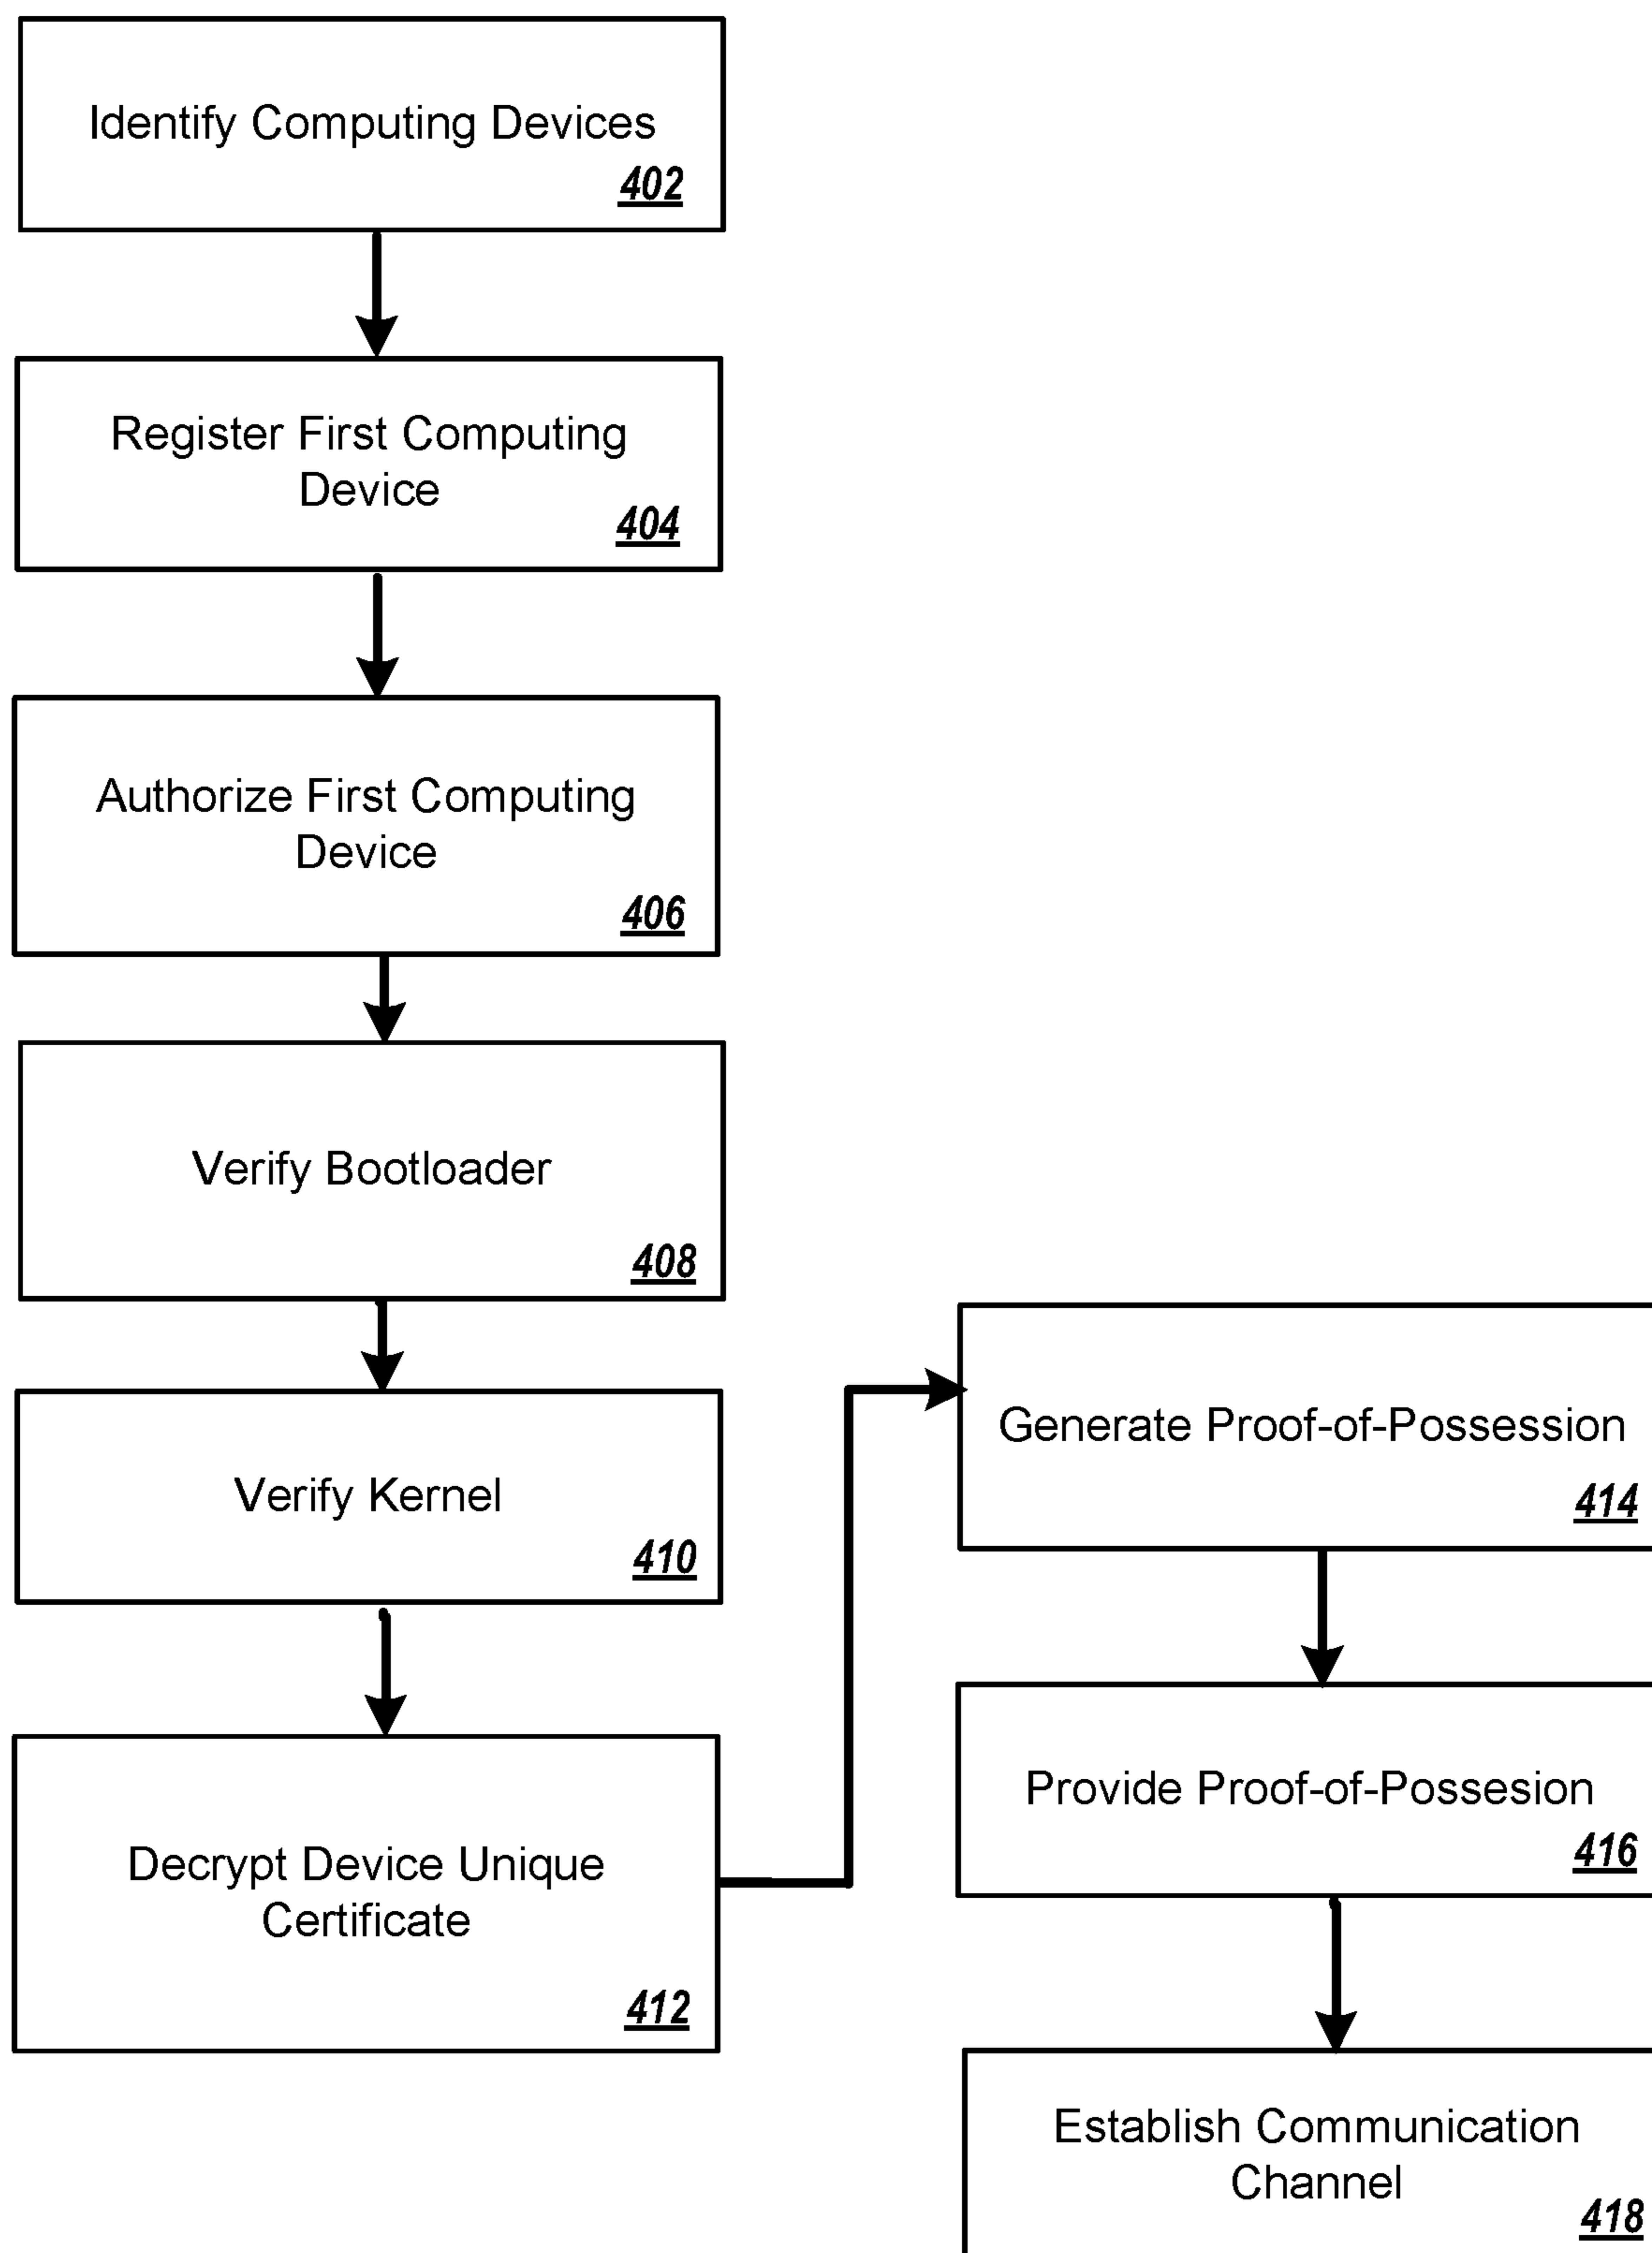 Identify Computing Devices
402
Register First Computing
Device
404
Authorize First Computing
Device
406
Verify Bootloader
408
Verify Kernel
410
Decrypt Device Unique
Certificate
412
Generate Proof-of-Possession
414
Provide Proof-of-Possesion
416
Establish Communication
Channel
418